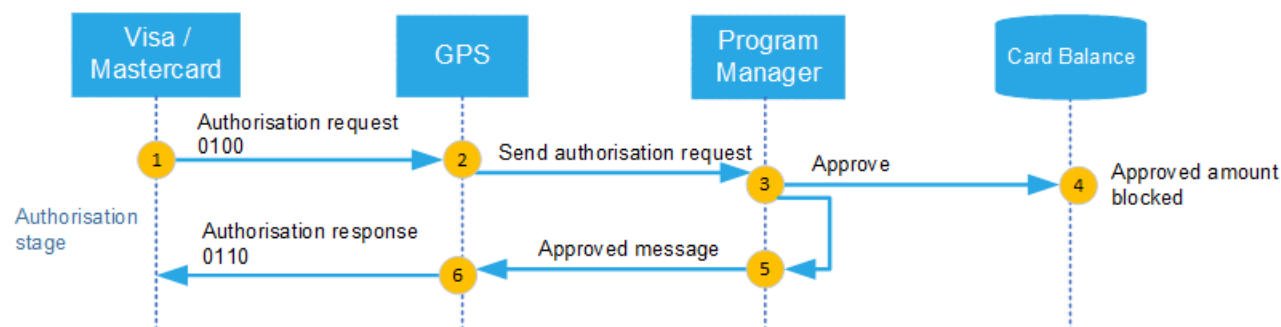 Visa /
Mastercard
GPS
Program
Manager
Card Balance
Authorisation request
0100
1
2
Send authorisation request
3
Approve
4
Approved amount
blocked
Authorisation
stage
Authorisation response
0110
6
Approved message
5